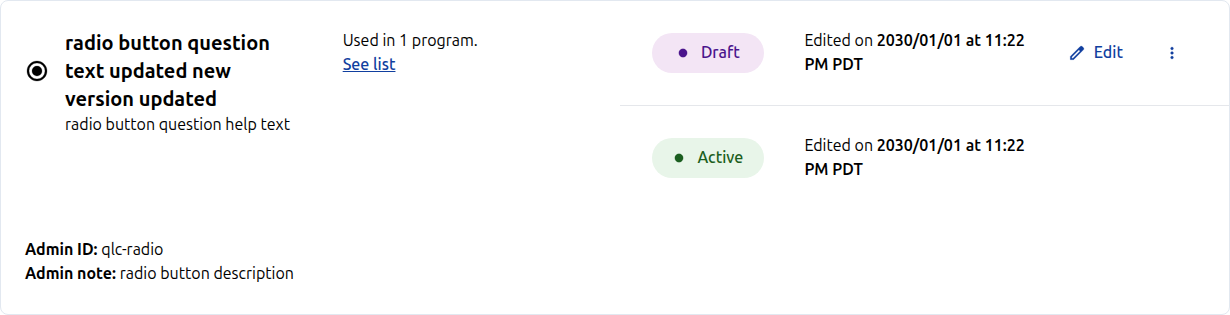 radio button question
text updated new
version updated
radio button question help text
Used in 1 program.
See list
Draft
Edited on 2030/01/01 at 11:22
PM PDT
Edit
Active
Edited on 2030/01/01 at 11:22
PM PDT
Admin ID: qlc-radio
Admin note: radio button description